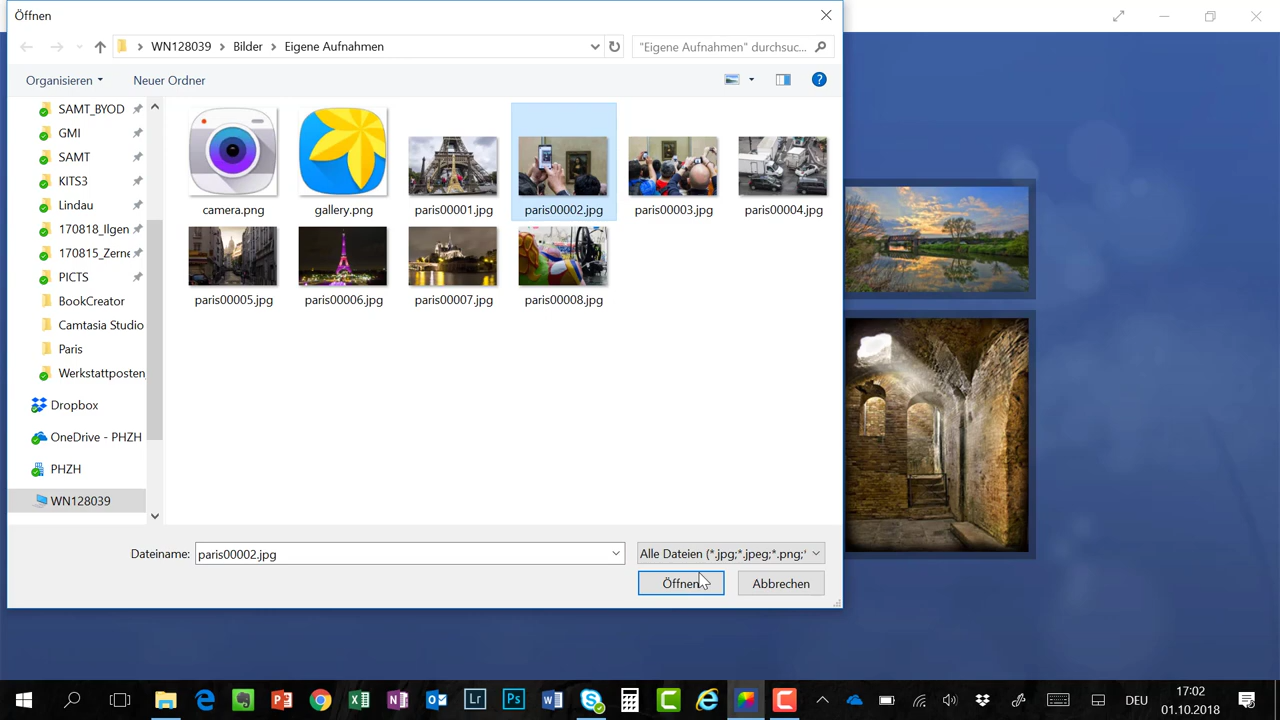 Öffnen
WN128039 Bilder Eigene Aufnahmen
"Eigene Aufnahmen" durchsuc...
Organisieren
Neuer Ordner
SAMT_BYOD
GMI
SAMT
KITS3
Lindau
170818_Ilgen
170815_Zerne
PICTS
BookCreator
Camtasia Studio
Paris
Werkstattposten
Dropbox
OneDrive - PHZH
PHZH
WN128039
camera.png
gallery.png
paris00001.jpg
paris00002.jpg
paris00003.jpg
paris00004.jpg
paris00005.jpg
paris00006.jpg
paris00007.jpg
paris00008.jpg
Dateiname:
paris00002.jpg
Alle Dateien (*.jpg;*.jpeg;*.png;*
Öffnen
Abbrechen
DEU
17:02
01.10.2018